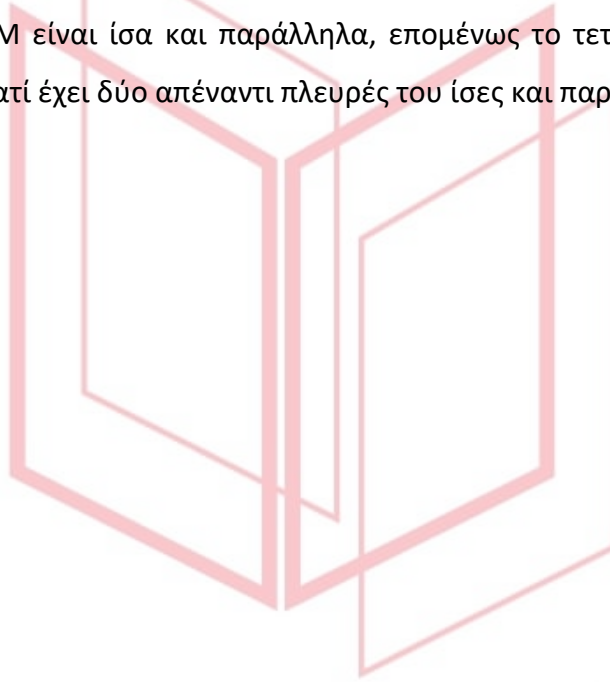 Μ είναι ίσα και παράλληλα, επομένως το τετ
ατί έχει δύο απέναντι πλευρές του ίσες και παρ